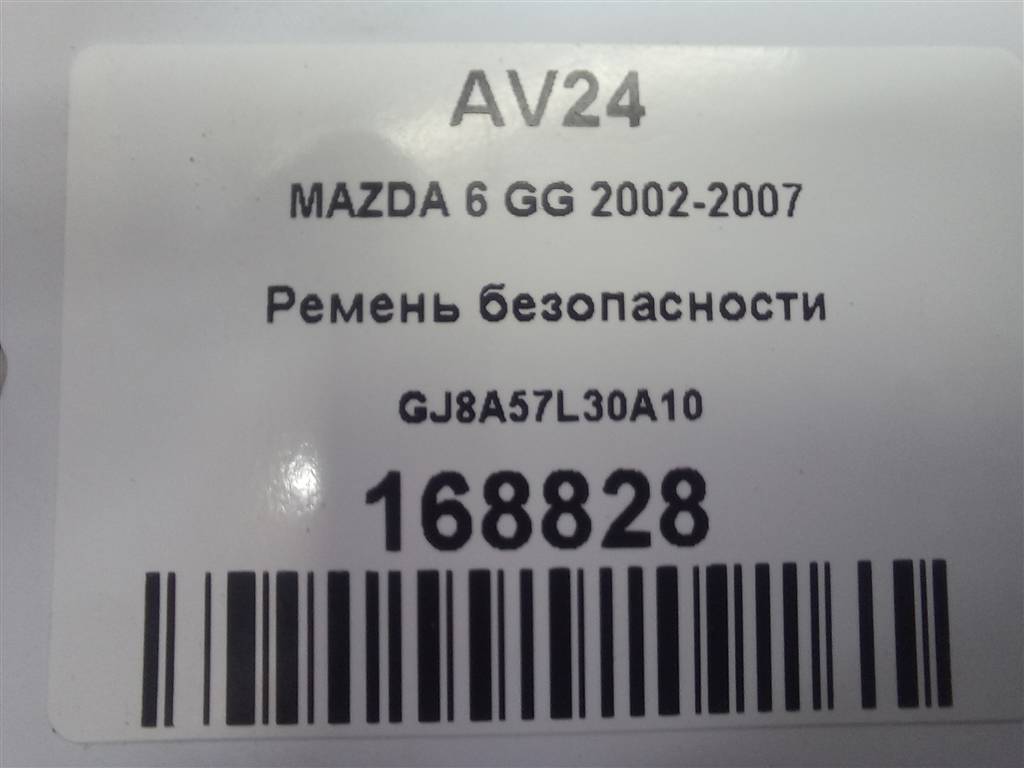 AV24
MAZDA 6 GG 2002-2007
Ремень безопасности
GJ8A57L30A10
168828